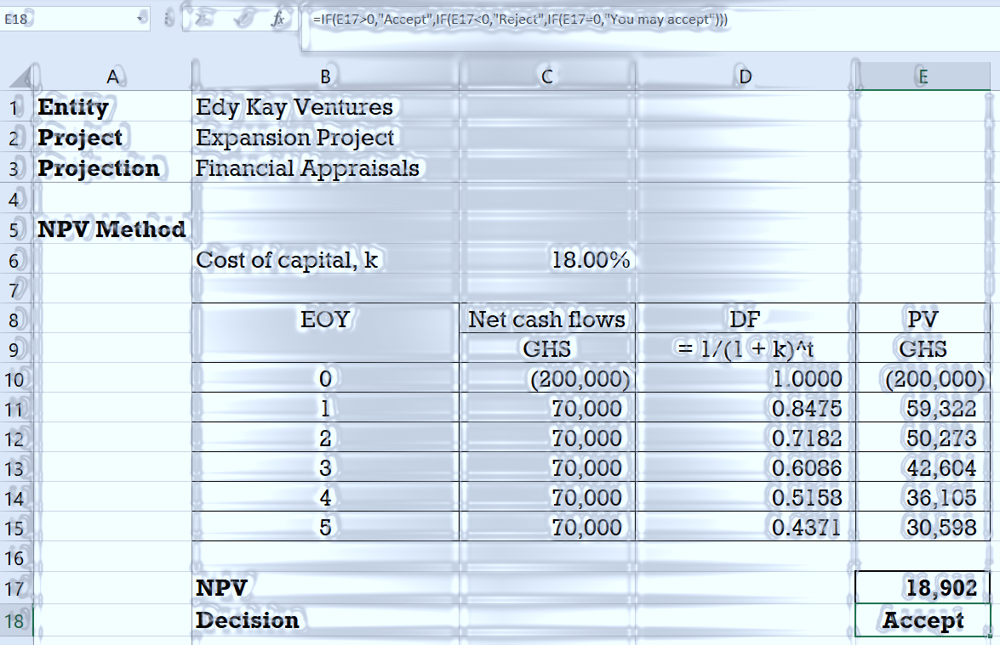 E18 fx =IF(E17>0,"Accept",IF(E17<0,"Reject",IF(E17=0,"You may accept")))
A B C D E
1 Entity Edy Kay Ventures
2 Project Expansion Project
3 Projection Financial Appraisals
4
5 NPV Method
6 Cost of capital, k 18.00%
7
8 EOY Net cash flows DF PV
9 GHS = 1/(1 + k)^t GHS
10 0 (200,000) 1.0000 (200,000)
11 1 70,000 0.8475 59,322
12 2 70,000 0.7182 50,273
13 3 70,000 0.6086 42,604
14 4 70,000 0.5158 36,105
15 5 70,000 0.4371 30,598
16
17 NPV 18,902
18 Decision Accept